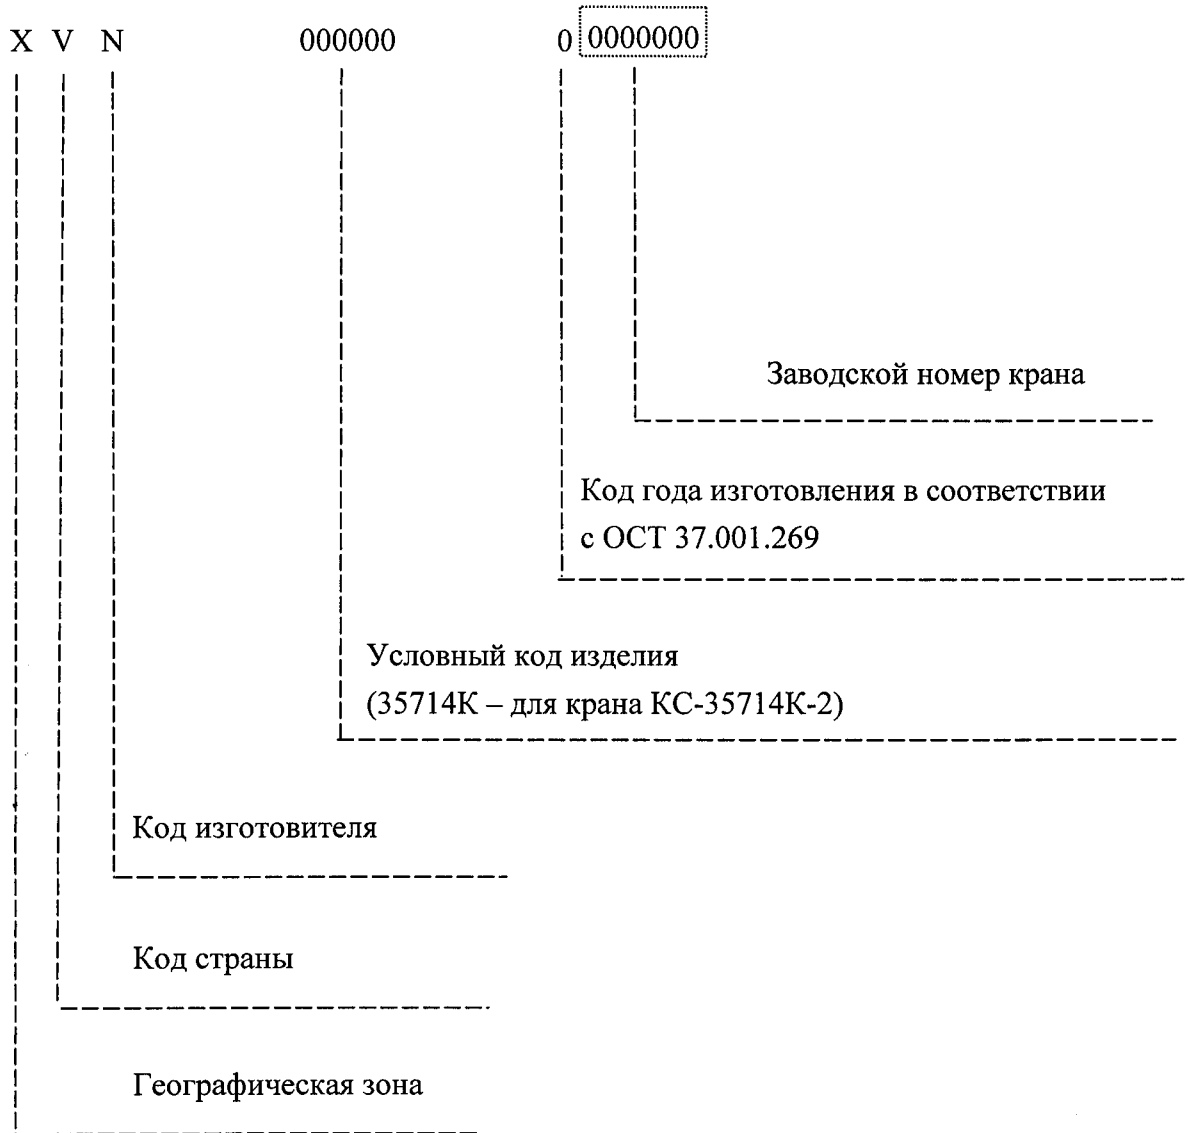 X V N 000000 0 0000000
Заводской номер крана
Код года изготовления в соответствии
с ОСТ 37.001.269
Условный код изделия
(35714К – для крана КС-35714К-2)
Код изготовителя
Код страны
Географическая зона